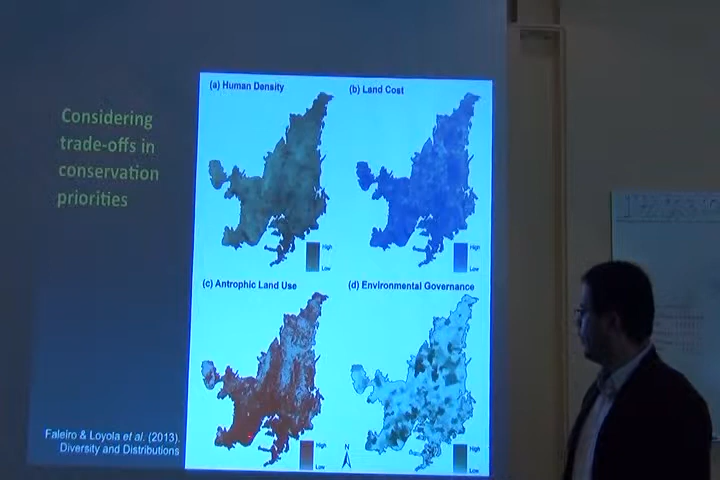 Considering
trade-offs in
conservation
priorities
(a) Human Density
(b) Land Cost
High
Low
High
Low
(c) Antrophic Land Use
(d) Environmental Governance
High
Low
N
High
Low
Faleiro & Loyola et al. (2013).
Diversity and Distributions